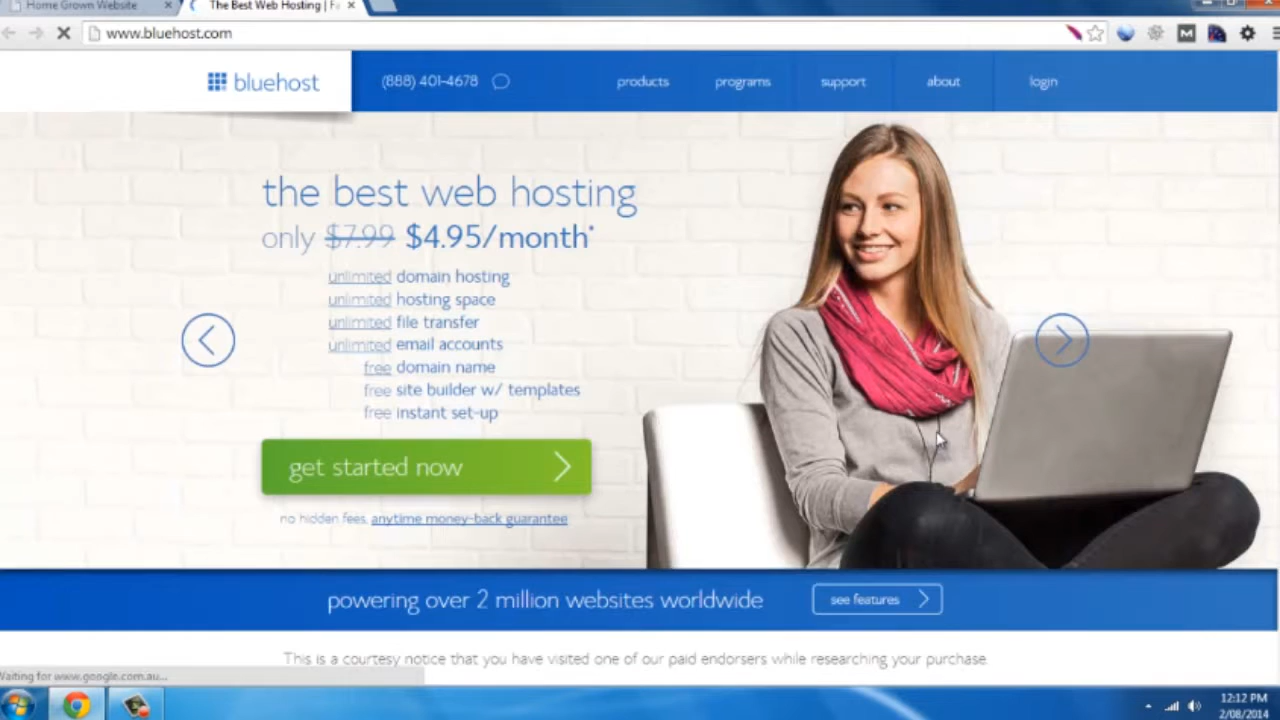 Home Grown Website
The Best Web Hosting | Fa
www.bluehost.com
bluehost
(888) 401-4678
products
programs
support
about
login
the best web hosting
only $7.99 $4.95/month*
unlimited domain hosting
unlimited hosting space
unlimited file transfer
unlimited email accounts
free domain name
free site builder w/ templates
free instant set-up
get started now
no hidden fees, anytime money-back guarantee
powering over 2 million websites worldwide
see features
This is a courtesy notice that you have visited one of our paid endorsers while researching your purchase.
Waiting for www.google.com.au...
12:12 PM
2/08/2014